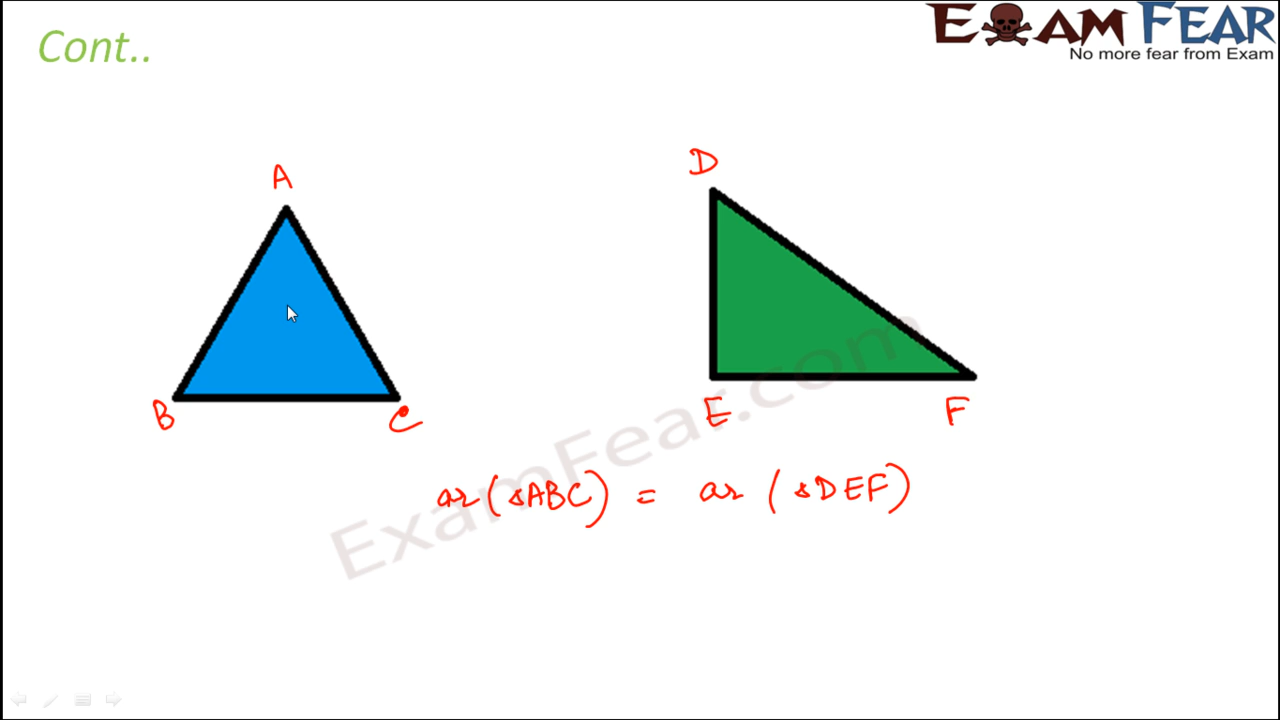 Cont..
EXAM FEAR
No more fear from Exam
A
D
B
C
E
F
ar(△ABC) = ar (△DEF)
ExamFear.com